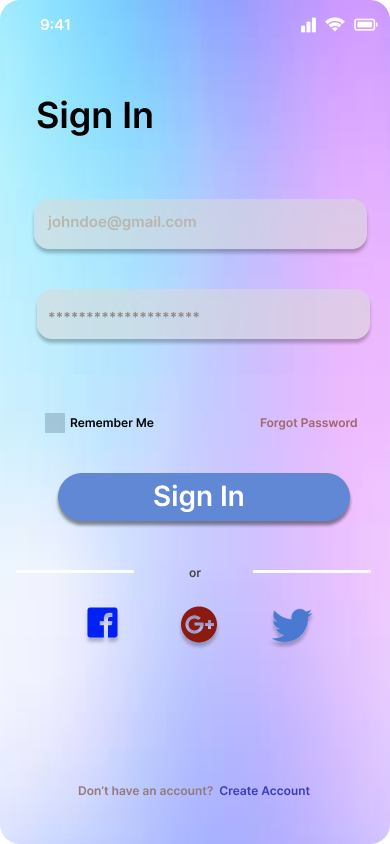 9:41
Sign In
johndoe@gmail.com
********************
Remember Me Forgot Password
Sign In
or
f G+
Don’t have an account? Create Account